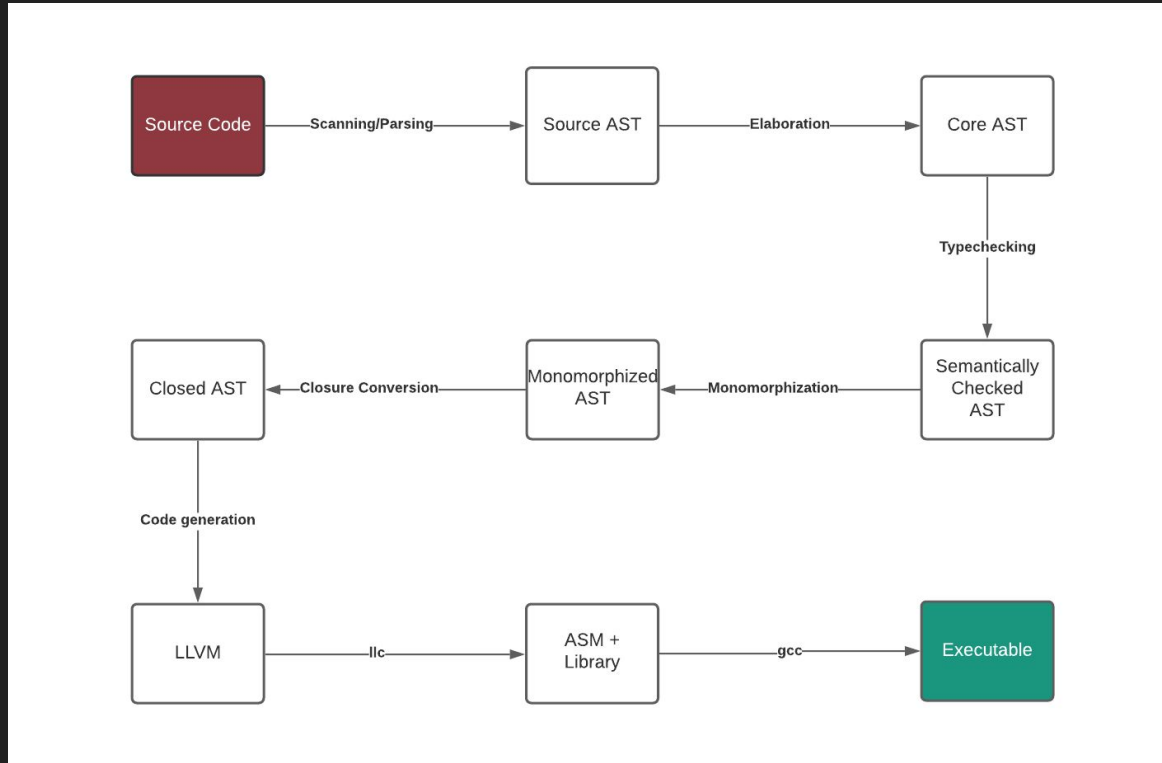 Source Code
Scanning/Parsing
Source AST
Elaboration
Core AST
Typechecking
Closed AST
Closure Conversion
Monomorphized
AST
Monomorphization
Semantically
Checked
AST
Code generation
LLVM
llc
ASM +
Library
gcc
Executable